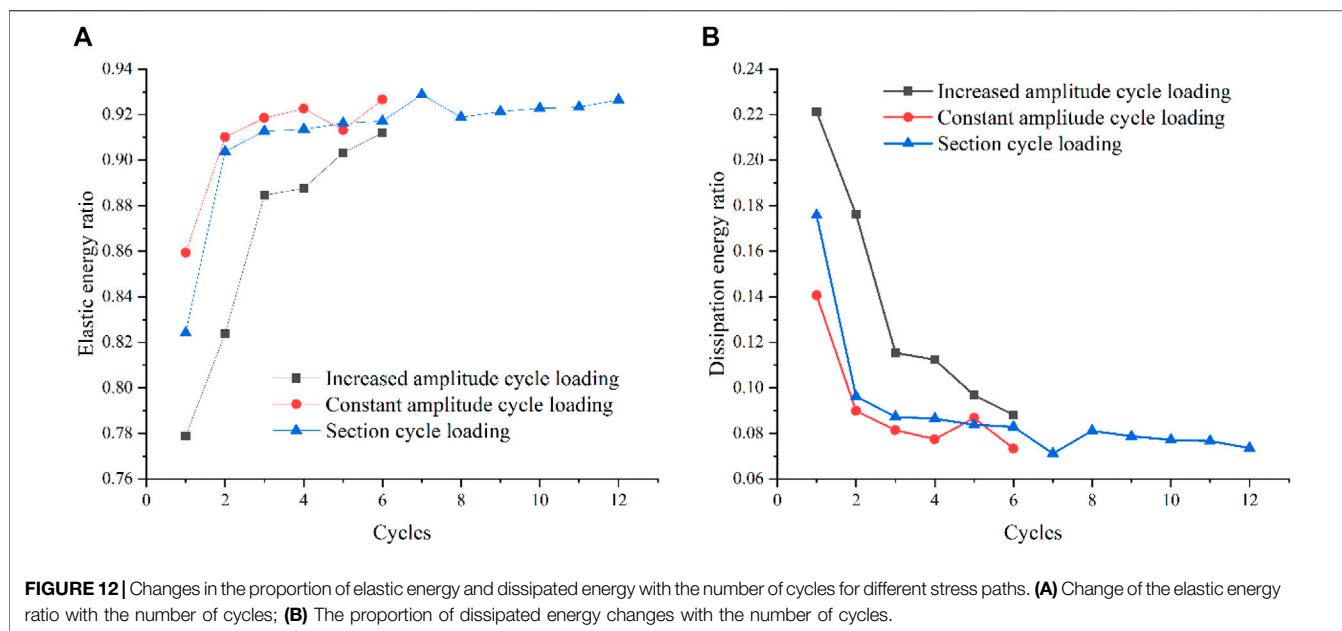 A
0.94
0.92
0.90
0.88
0.86
0.84
0.82
0.80
0.78
0.76
Elastic energy ratio
Increased amplitude cycle loading
Constant amplitude cycle loading
Section cycle loading
0 2 4 6 8 10 12
Cycles
B
0.24
0.22
0.20
0.18
0.16
0.14
0.12
0.10
0.08
0.06
Dissipation energy ratio
Increased amplitude cycle loading
Constant amplitude cycle loading
Section cycle loading
0 2 4 6 8 10 12
Cycles
FIGURE 12 | Changes in the proportion of elastic energy and dissipated energy with the number of cycles for different stress paths. (A) Change of the elastic energy
ratio with the number of cycles; (B) The proportion of dissipated energy changes with the number of cycles.